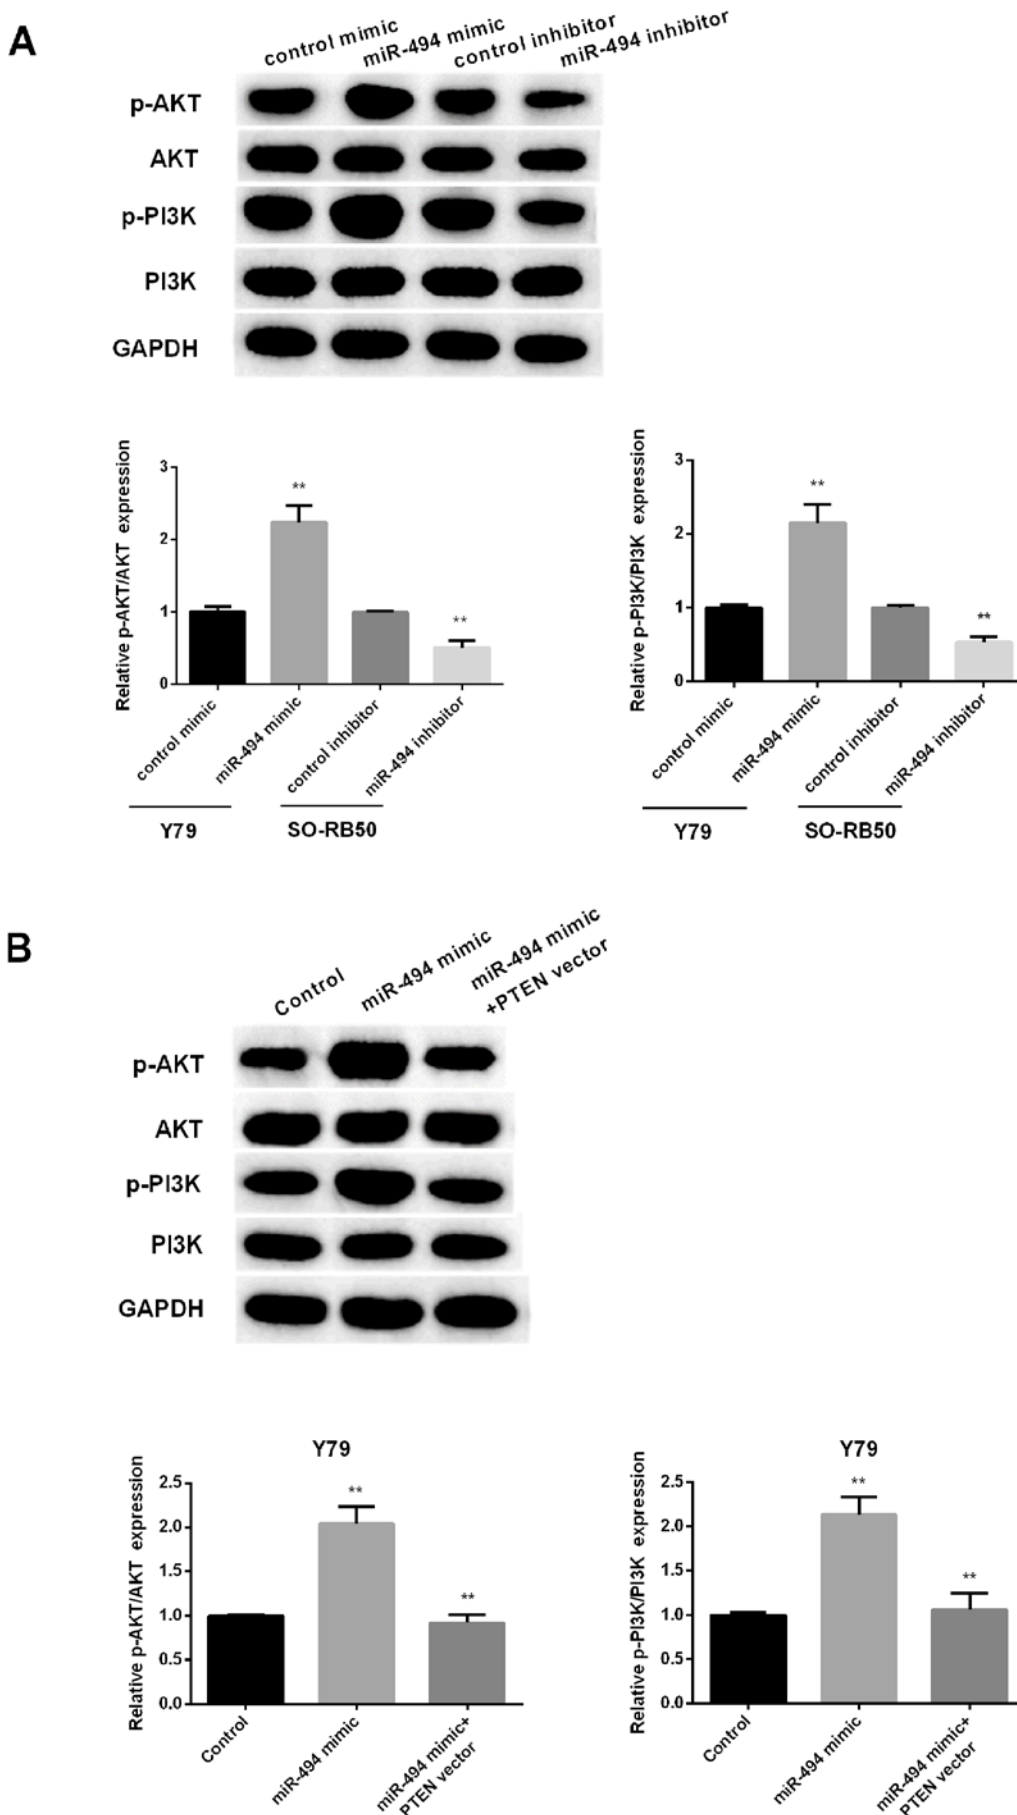 A
control mimic
miR-494 mimic
control inhibitor
miR-494 inhibitor
p-AKT
AKT
p-PI3K
PI3K
GAPDH
Relative p-AKT/AKT expression
3
2
1
0
**
**
control mimic
miR-494 mimic
control inhibitor
miR-494 inhibitor
Y79
SO-RB50
Relative p-PI3K/PI3K expression
3
2
1
0
**
**
control mimic
miR-494 mimic
control inhibitor
miR-494 inhibitor
Y79
SO-RB50
B
Control
miR-494 mimic
miR-494 mimic
+PTEN vector
p-AKT
AKT
p-PI3K
PI3K
GAPDH
Y79
Relative p-AKT/AKT expression
2.5
2.0
1.5
1.0
0.5
0.0
**
**
Control
miR-494 mimic
miR-494 mimic+
PTEN vector
Y79
Relative p-PI3K/PI3K expression
2.5
2.0
1.5
1.0
0.5
0.0
**
**
Control
miR-494 mimic
miR-494 mimic+
PTEN vector